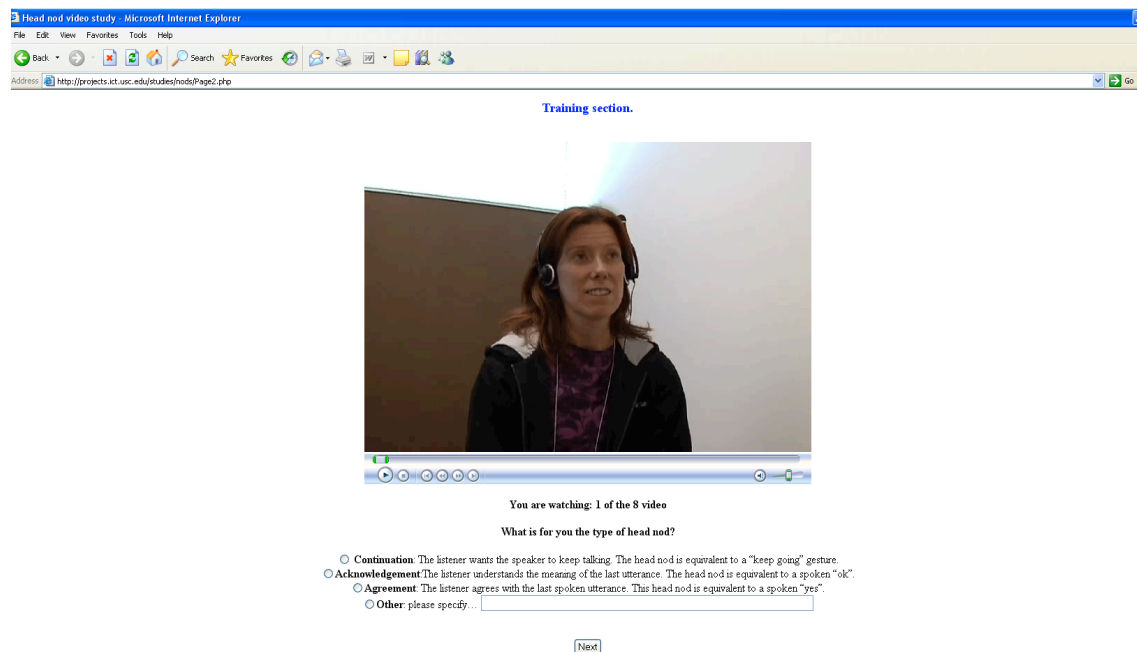 Head nod video study - Microsoft Internet Explorer
File Edit View Favorites Tools Help
Back Search Favorites
Address http://projects.ict.usc.edu/studies/nods/Page2.php Go
Training section.
You are watching: 1 of the 8 video
What is for you the type of head nod?
Continuation: The listener wants the speaker to keep talking. The head nod is equivalent to a “keep going” gesture.
Acknowledgement:The listener understands the meaning of the last utterance. The head nod is equivalent to a spoken “ok”.
Agreement: The listener agrees with the last spoken utterance. This head nod is equivalent to a spoken “yes”.
Other: please specify…
Next